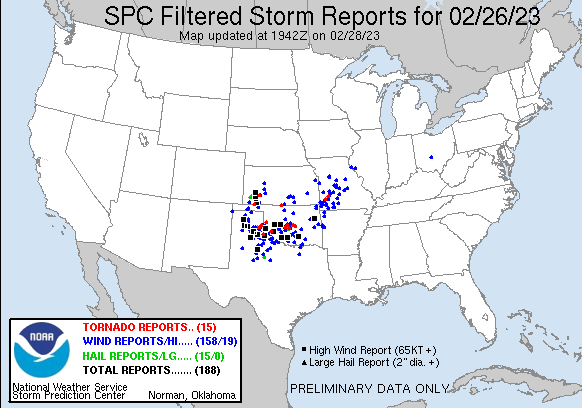 SPC Filtered Storm Reports for 02/26/23
Map updated at 1942Z on 02/28/23
TORNADO REPORTS.. (15)
WIND REPORTS/HI..... (158/19)
HAIL REPORTS/LG..... (15/0)
TOTAL REPORTS....... (188)
NOAA
National Weather Service
Storm Prediction Center Norman, Oklahoma
High Wind Report (65KT +)
Large Hail Report (2" dia. +)
PRELIMINARY DATA ONLY